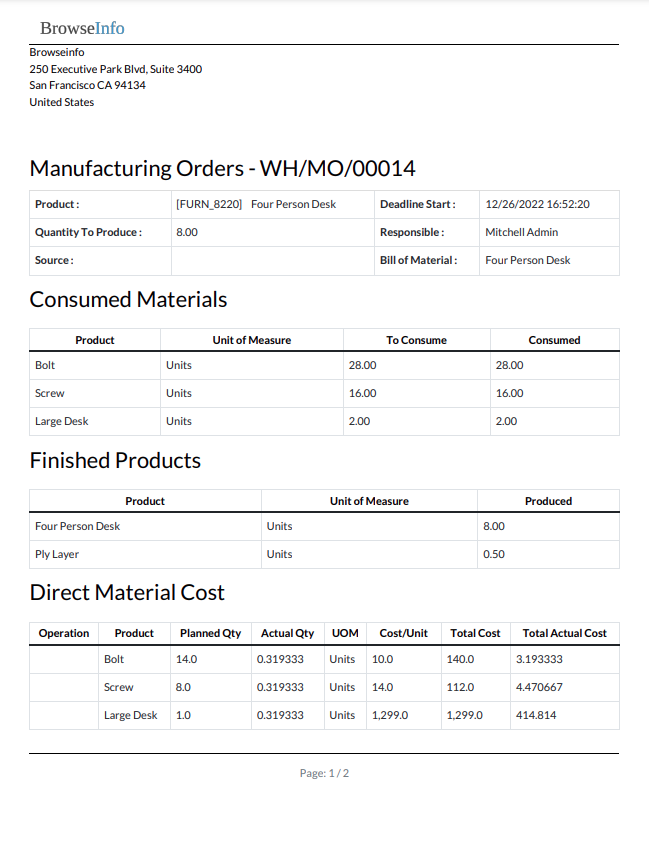 BrowseInfo
Browseinfo
250 Executive Park Blvd, Suite 3400
San Francisco CA 94134
United States
Manufacturing Orders - WH/MO/00014
Product : [FURN_8220] Four Person Desk Deadline Start : 12/26/2022 16:52:20
Quantity To Produce : 8.00 Responsible : Mitchell Admin
Source : Bill of Material : Four Person Desk
Consumed Materials
Product Unit of Measure To Consume Consumed
Bolt Units 28.00 28.00
Screw Units 16.00 16.00
Large Desk Units 2.00 2.00
Finished Products
Product Unit of Measure Produced
Four Person Desk Units 8.00
Ply Layer Units 0.50
Direct Material Cost
Operation Product Planned Qty Actual Qty UOM Cost/Unit Total Cost Total Actual Cost
Bolt 14.0 0.319333 Units 10.0 140.0 3.193333
Screw 8.0 0.319333 Units 14.0 112.0 4.470667
Large Desk 1.0 0.319333 Units 1,299.0 1,299.0 414.814
Page: 1 / 2